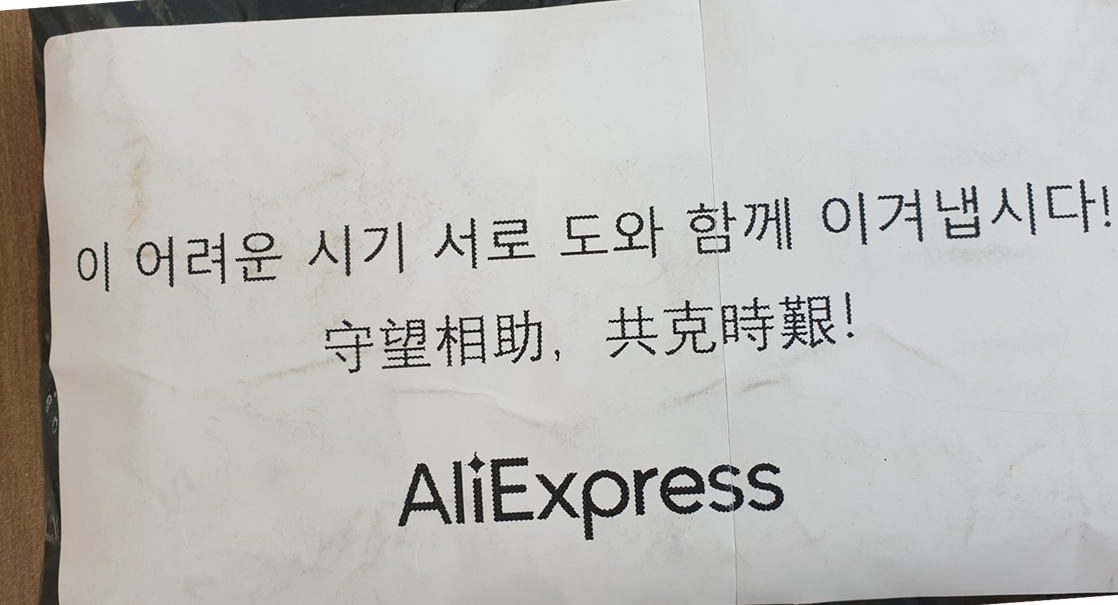 이 어려운 시기 서로 도와 함께 이겨냅시다!
守望相助, 共克時艱!
AliExpress